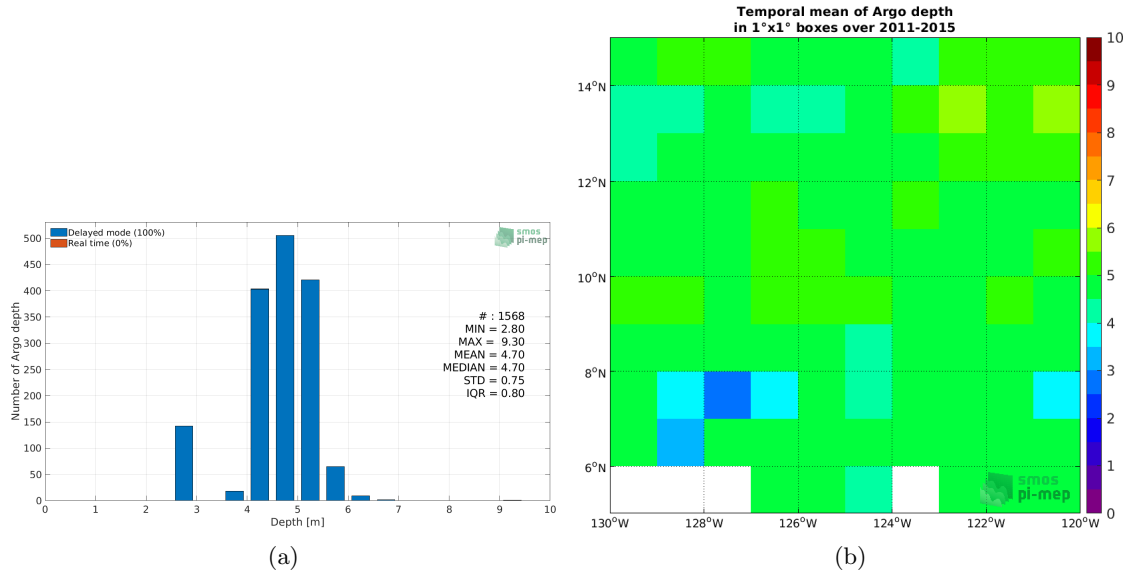 Temporal mean of Argo depth
in 1°x1° boxes over 2011-2015
Delayed mode (100%)
Real time (0%)
smos
pi-mep
# : 1568
MIN = 2.80
MAX =  9.30
MEAN = 4.70
MEDIAN = 4.70
STD = 0.75
IQR = 0.80
Number of Argo depth
500
450
400
350
300
250
200
150
100
50
0
0 1 2 3 4 5 6 7 8 9 10
Depth [m]
(a)
14°N
12°N
10°N
8°N
6°N
130°W 128°W 126°W 124°W 122°W 120°W
smos
pi-mep
10
9
8
7
6
5
4
3
2
1
0
(b)